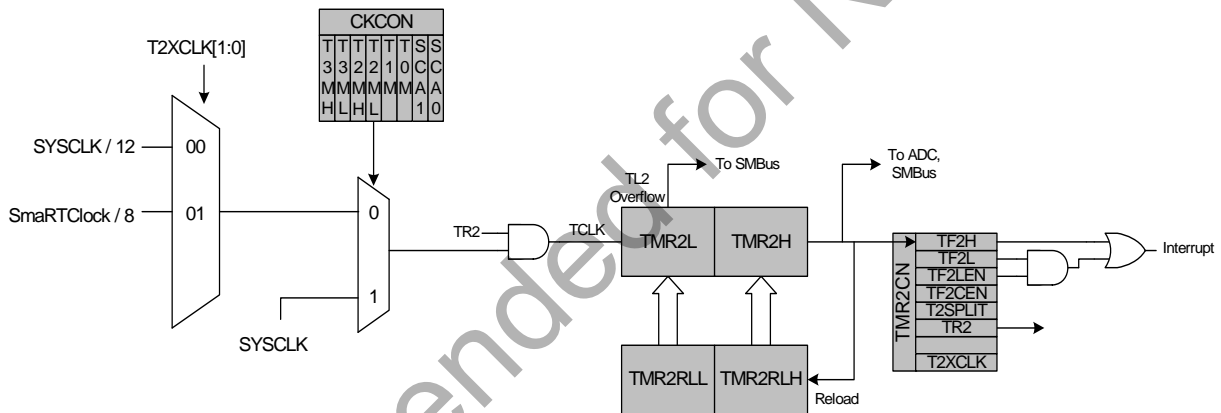 CKCON
T3MH
T3ML
T2MH
T2ML
T1M
T0M
SCA1
SCA0
T2XCLK[1:0]
SYSCLK / 12
00
SmaRTClock / 8
01
0
1
SYSCLK
TR2
TCLK
TL2
Overflow
To SMBus
To ADC,
SMBus
TMR2L
TMR2H
TMR2RLL
TMR2RLH
Reload
TMR2CN
TF2H
TF2L
TF2LEN
TF2CEN
T2SPLIT
TR2
T2XCLK
Interrupt
ended for N